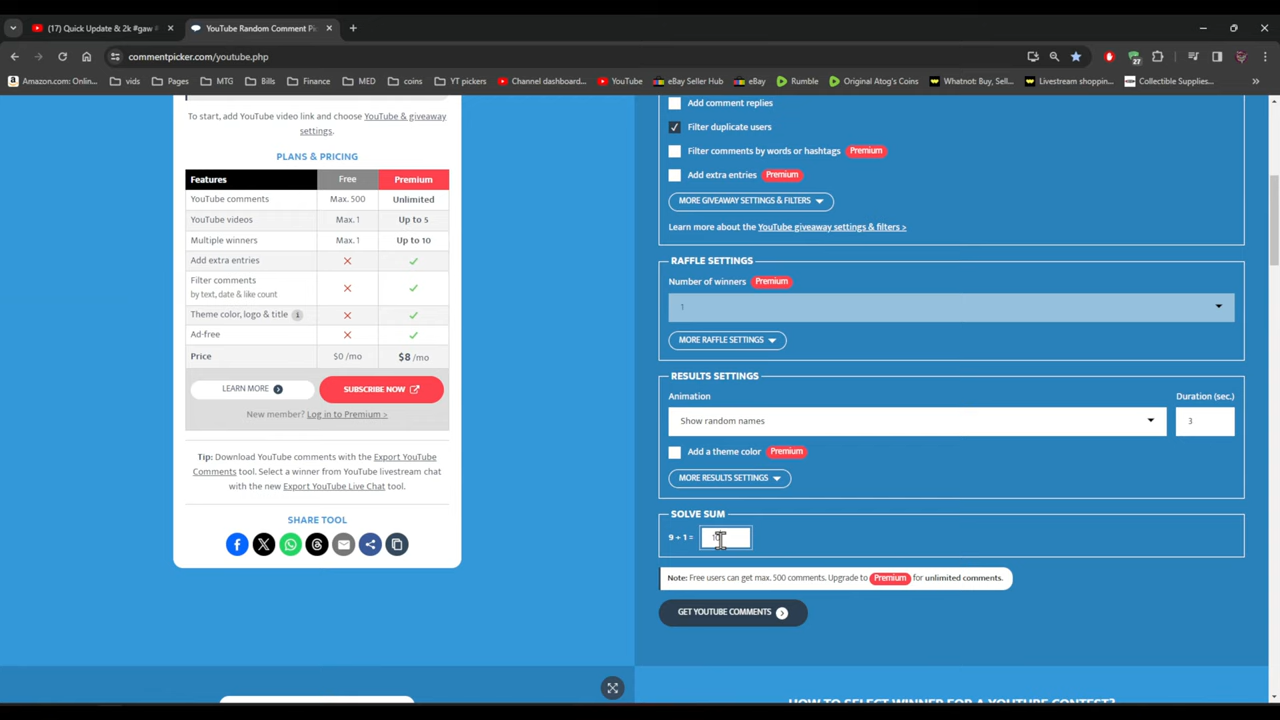 (17) Quick Update & 2k #gaw #
YouTube Random Comment Pi
commentpicker.com/youtube.php
27
Amazon.com: Onlin...
vids
Pages
MTG
Bills
Finance
MED
coins
YT pickers
Channel dashboard...
YouTube
eBay Seller Hub
eBay
Rumble
Original Atog's Coins
Whatnot: Buy, Sell,...
Livestream shoppin...
Collectible Supplies...
To start, add YouTube video link and choose YouTube & giveaway
settings.
PLANS & PRICING
Features Free Premium
YouTube comments Max. 500 Unlimited
YouTube videos Max. 1 Up to 5
Multiple winners Max. 1 Up to 10
Add extra entries
Filter comments
by text, date & like count
Theme color, logo & title i
Ad-free
Price $0 /mo $8 /mo
LEARN MORE
SUBSCRIBE NOW
New member? Log in to Premium >
Tip: Download YouTube comments with the Export YouTube
Comments tool. Select a winner from YouTube livestream chat
with the new Export YouTube Live Chat tool.
SHARE TOOL
Add comment replies
Filter duplicate users
Filter comments by words or hashtags Premium
Add extra entries Premium
MORE GIVEAWAY SETTINGS & FILTERS
Learn more about the YouTube giveaway settings & filters >
RAFFLE SETTINGS
Number of winners Premium
1
MORE RAFFLE SETTINGS
RESULTS SETTINGS
Animation Duration (sec.)
Show random names 3
Add a theme color Premium
MORE RESULTS SETTINGS
SOLVE SUM
9 + 1 =
Note: Free users can get max. 500 comments. Upgrade to Premium for unlimited comments.
GET YOUTUBE COMMENTS